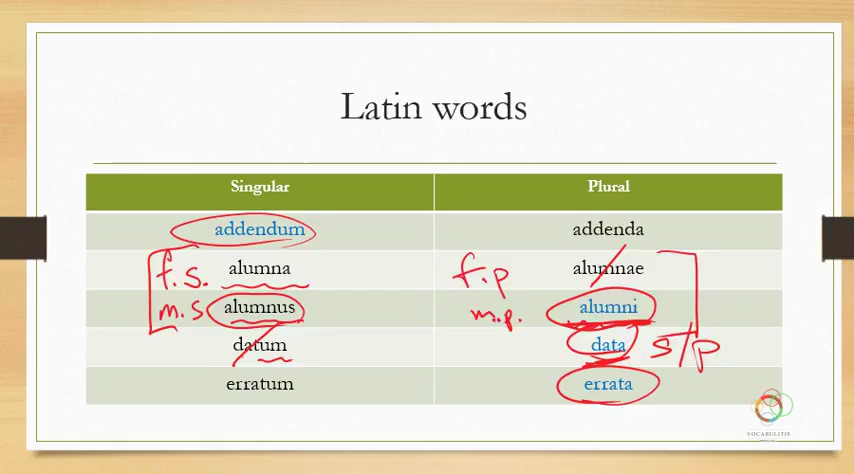 Latin words
Singular Plural
addendum addenda
f.s. alumna f.p alumnae
m.s alumnus m.p. alumni
datum data s/p
erratum errata
VOCABULITIS